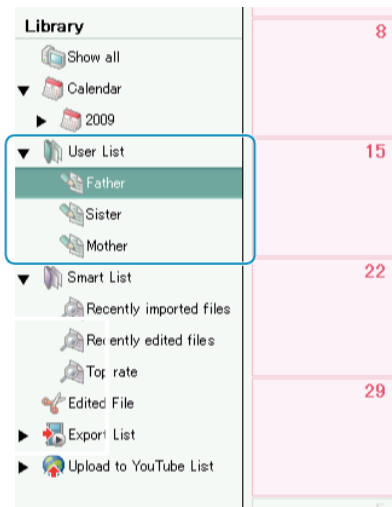 Library
8
Show all
Calendar
2009
User List
15
Father
Sister
Mother
Smart List
22
Recently imported files
Recently edited files
Top rate
Edited File
29
Export List
Upload to YouTube List